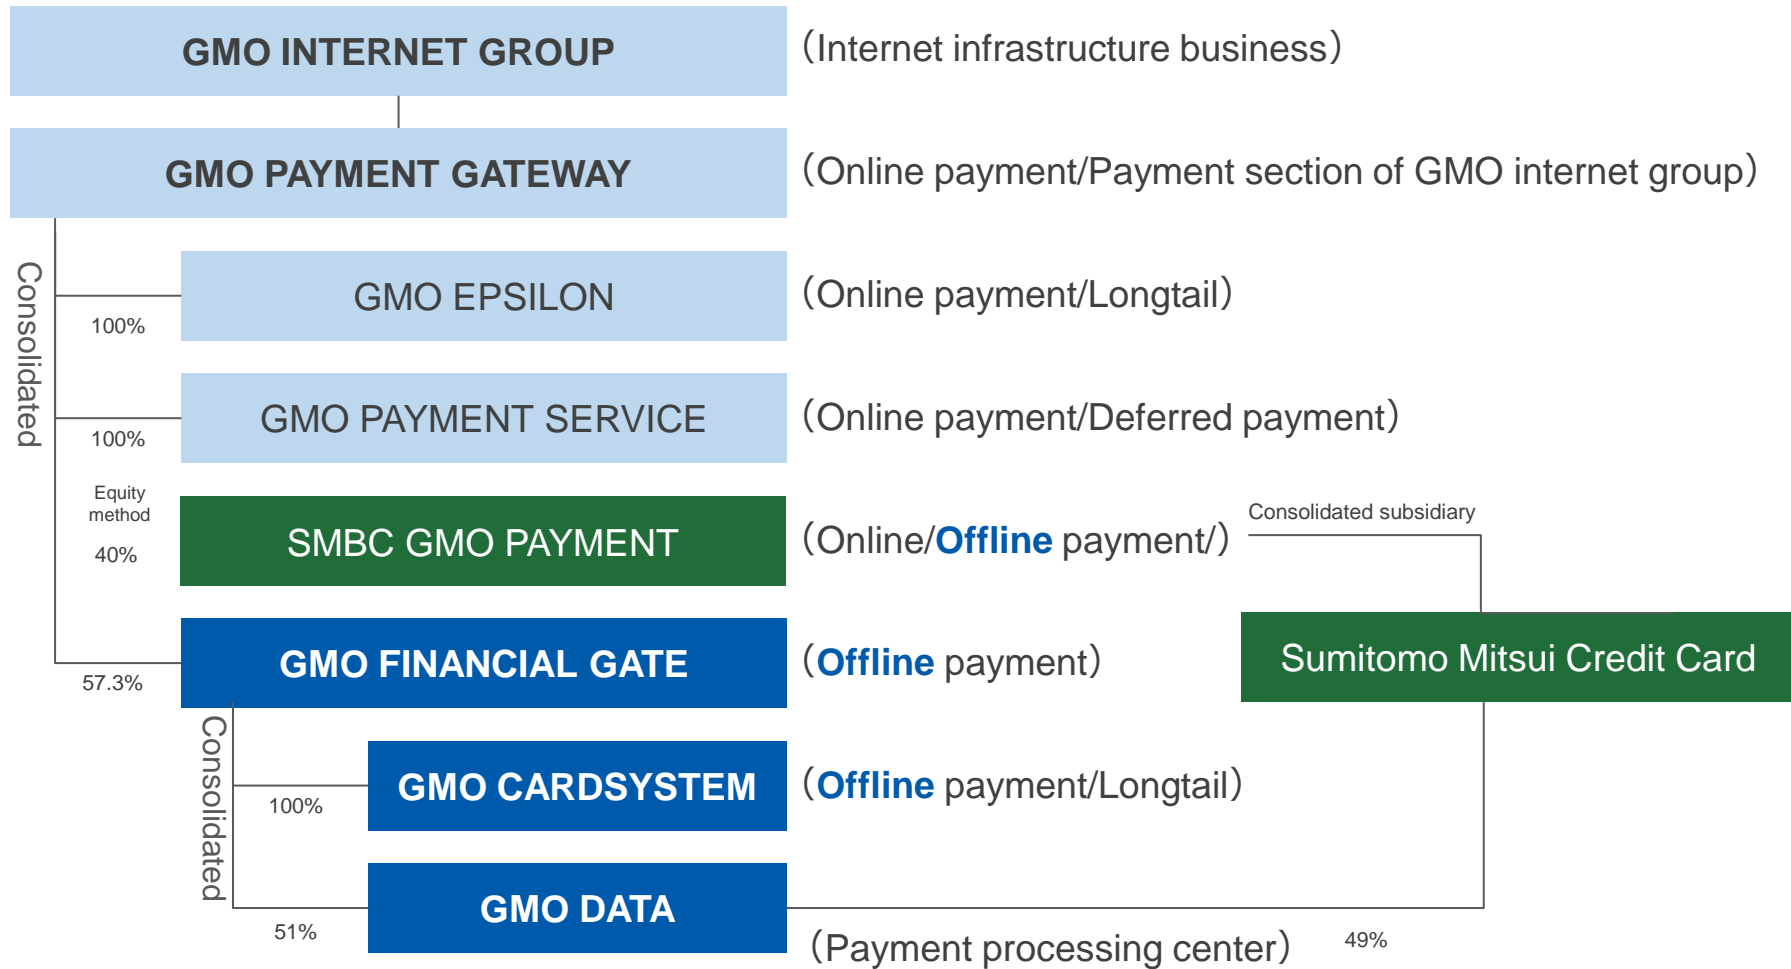 GMO INTERNET GROUP
（Internet infrastructure business）
GMO PAYMENT GATEWAY
（Online payment/Payment section of GMO internet group）
Consolidated
GMO EPSILON
（Online payment/Longtail）
100%
GMO PAYMENT SERVICE
（Online payment/Deferred payment）
100%
Equity
method
40%
SMBC GMO PAYMENT
（Online/Offline payment/）
Consolidated subsidiary
GMO FINANCIAL GATE
（Offline payment）
57.3%
Sumitomo Mitsui Credit Card
Consolidated
GMO CARDSYSTEM
（Offline payment/Longtail）
100%
GMO DATA
51%
（Payment processing center）
49%